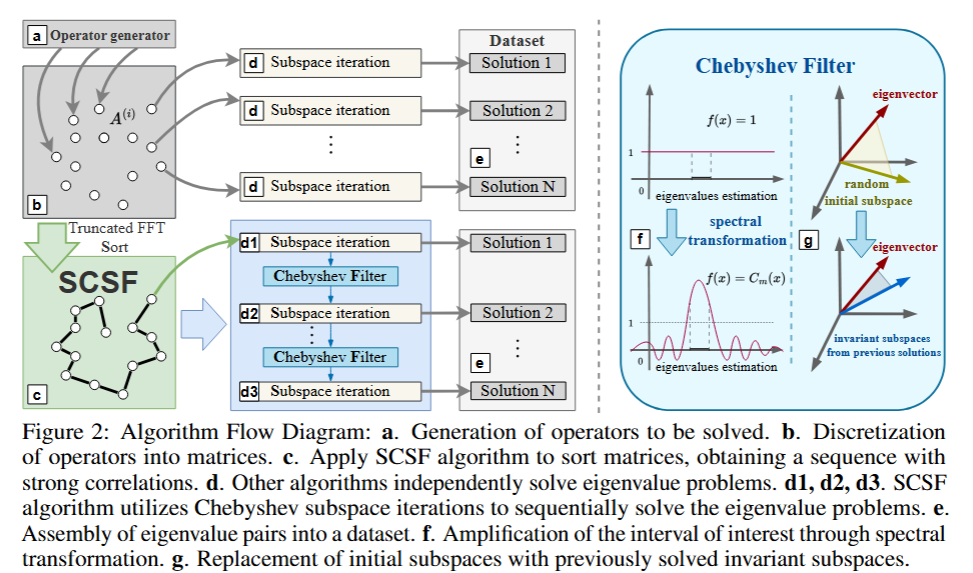 a Operator generator
A^(i)
b
Truncated FFT
Sort
SCSF
c
d Subspace iteration
d Subspace iteration
⋮
d Subspace iteration
Dataset
Solution 1
Solution 2
⋮
e
Solution N
d1 Subspace iteration
Chebyshev Filter
d2 Subspace iteration
⋮
Chebyshev Filter
d3 Subspace iteration
Solution 1
Solution 2
⋮
e
Solution N
Chebyshev Filter
f(x) = 1
1
0
eigenvalues estimation
f
spectral
transformation
f(x) = C_m(x)
1
0
eigenvalues estimation
eigenvector
random
initial subspace
g
eigenvector
invariant subspaces
from previous solutions
Figure 2: Algorithm Flow Diagram: a. Generation of operators to be solved. b. Discretization
of operators into matrices. c. Apply SCSF algorithm to sort matrices, obtaining a sequence with
strong correlations. d. Other algorithms independently solve eigenvalue problems. d1, d2, d3. SCSF
algorithm utilizes Chebyshev subspace iterations to sequentially solve the eigenvalue problems. e.
Assembly of eigenvalue pairs into a dataset. f. Amplification of the interval of interest through spectral
transformation. g. Replacement of initial subspaces with previously solved invariant subspaces.